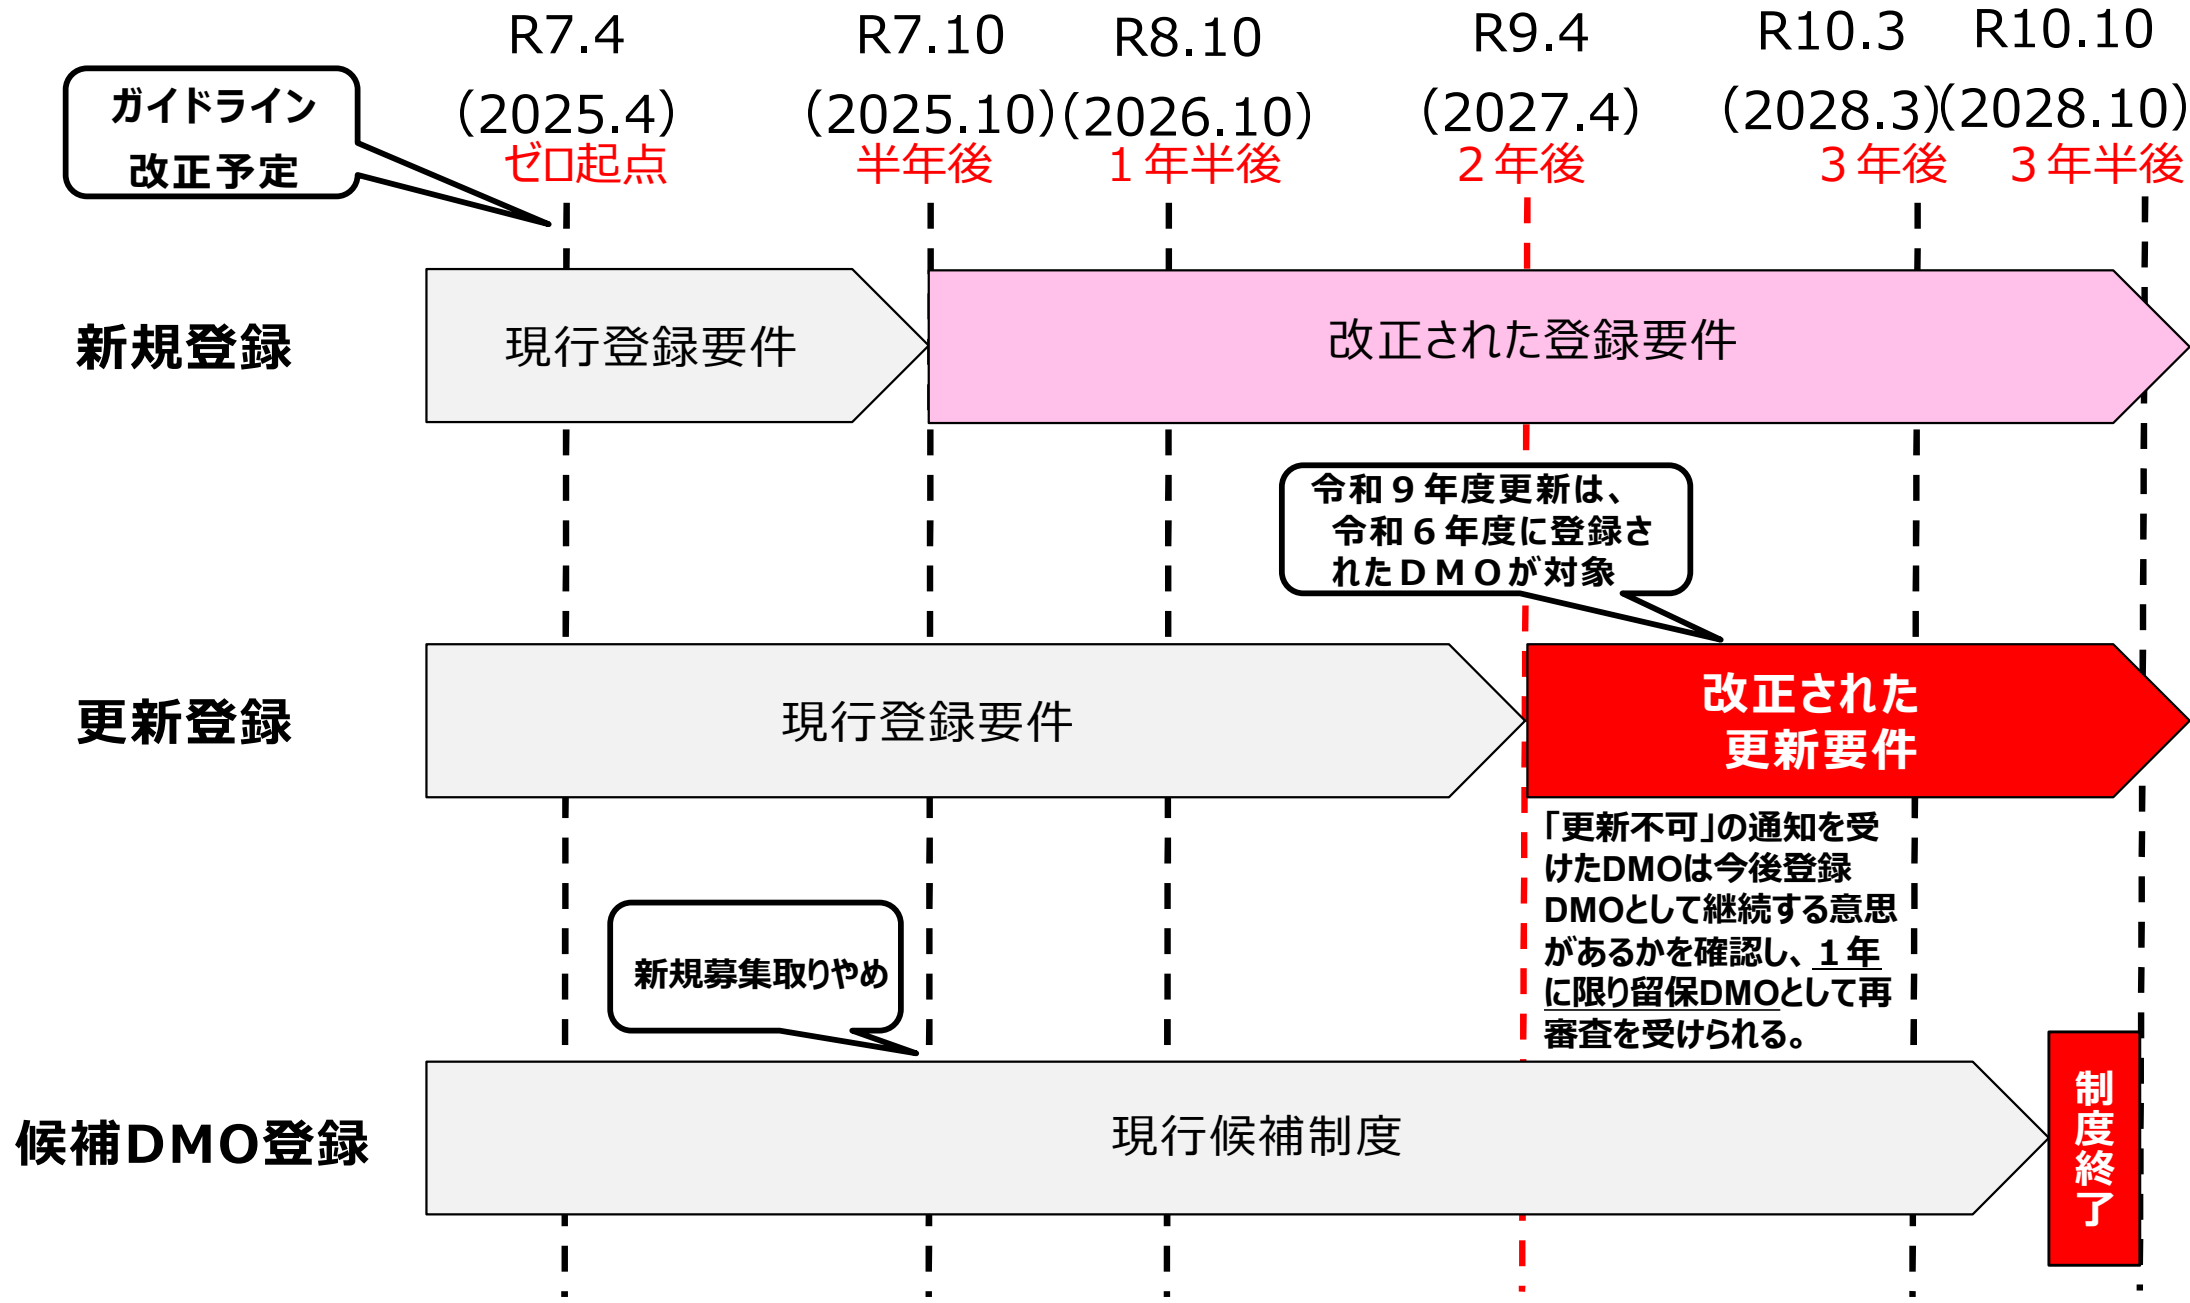 R7.4
R7.10
R8.10
R9.4
R10.3
R10.10
（2025.4）
（2025.10）
（2026.10）
（2027.4）
（2028.3）
（2028.10）
ゼロ起点
半年後
１年半後
２年後
３年後
３年半後
ガイドライン
改正予定
新規登録
現行登録要件
改正された登録要件
令和９年度更新は、
令和６年度に登録さ
れたＤＭＯが対象
更新登録
現行登録要件
改正された
更新要件
「更新不可」の通知を受
けたDMOは今後登録
DMOとして継続する意思
があるかを確認し、１年
に限り留保DMOとして再
審査を受けられる。
新規募集取りやめ
候補DMO登録
現行候補制度
制度終了